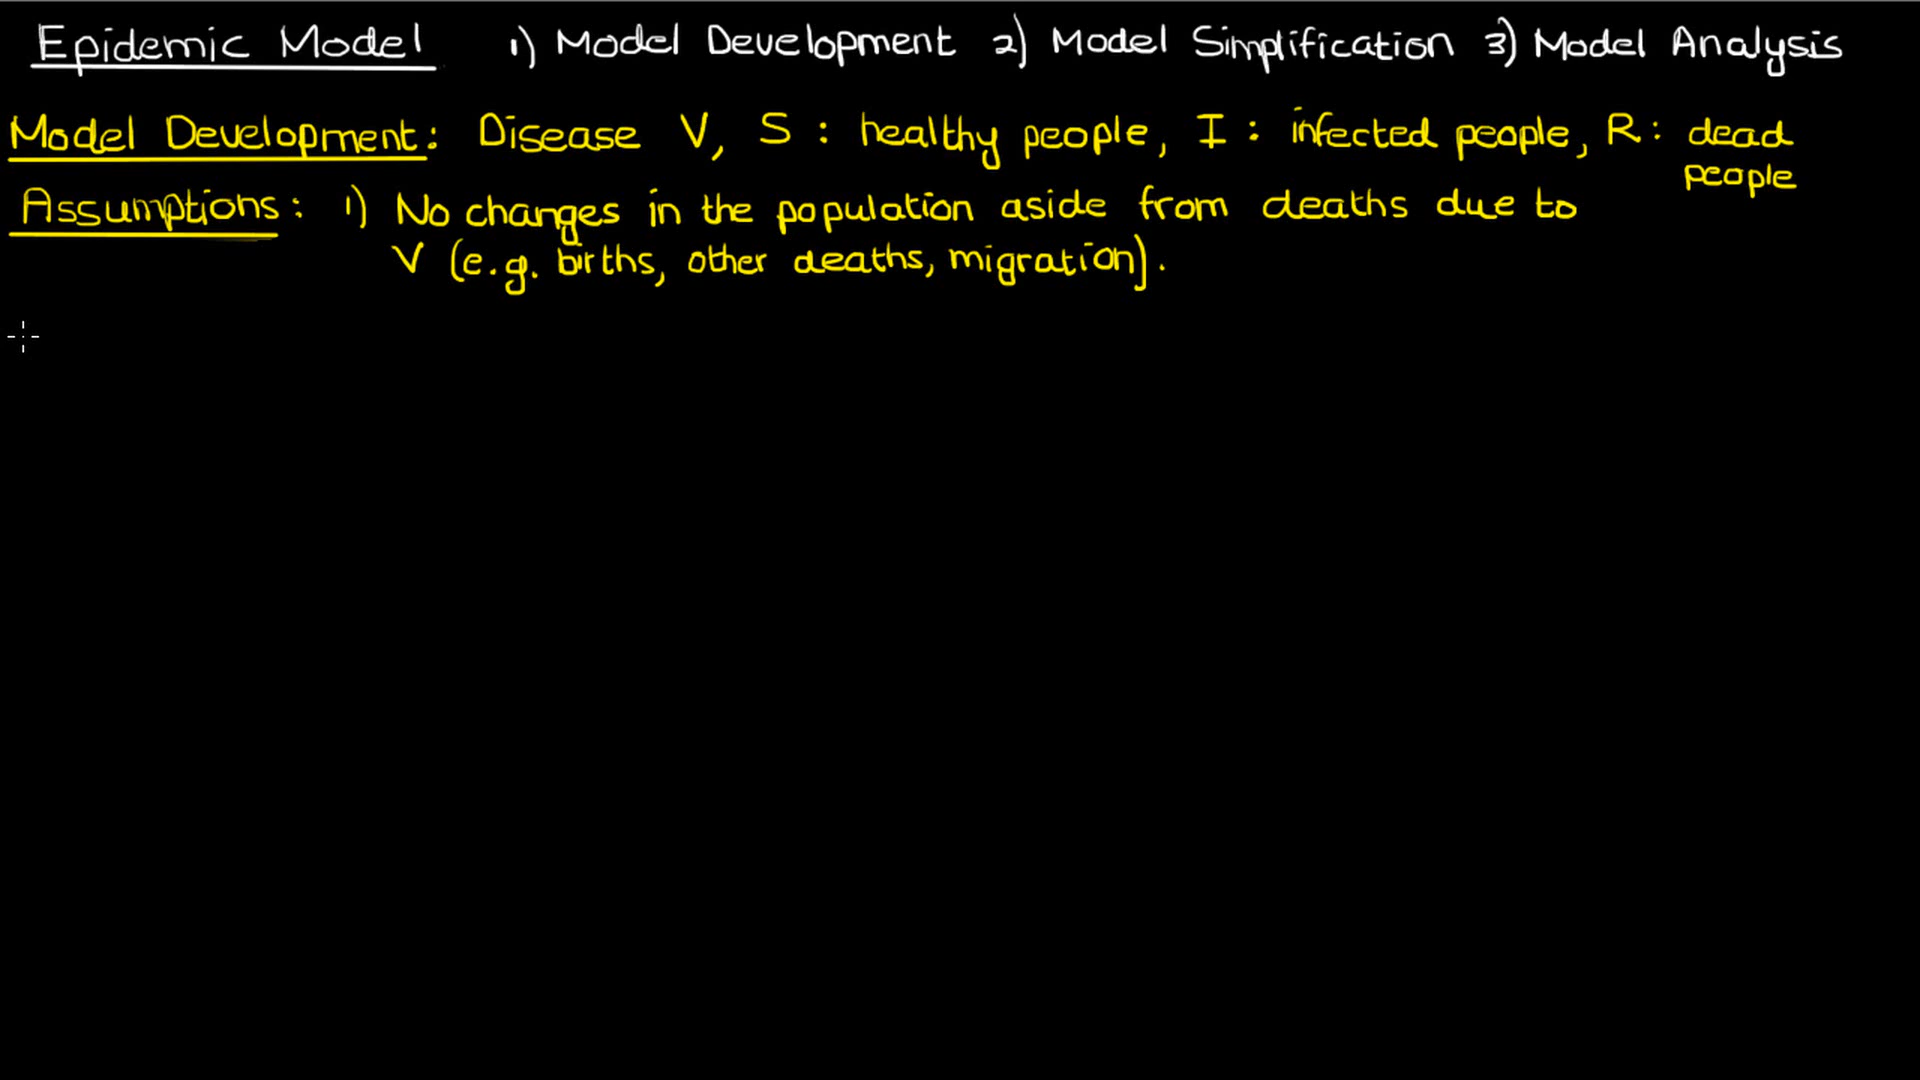 Epidemic Model 1) Model Development 2) Model Simplification 3) Model Analysis
Model Development: Disease V, S : healthy people, I : infected people, R : dead
people
Assumptions: 1) No changes in the population aside from deaths due to
V (e.g. births, other deaths, migration).